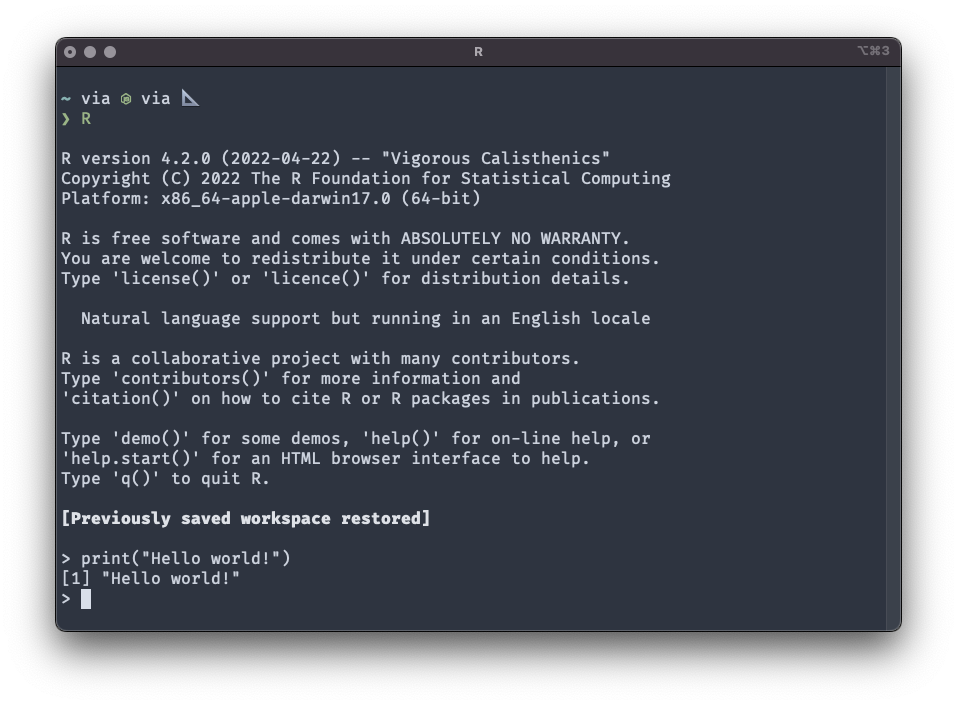 R
⌥⌘3
~ via via
❯ R
R version 4.2.0 (2022-04-22) -- "Vigorous Calisthenics"
Copyright (C) 2022 The R Foundation for Statistical Computing
Platform: x86_64-apple-darwin17.0 (64-bit)
R is free software and comes with ABSOLUTELY NO WARRANTY.
You are welcome to redistribute it under certain conditions.
Type 'license()' or 'licence()' for distribution details.
Natural language support but running in an English locale
R is a collaborative project with many contributors.
Type 'contributors()' for more information and
'citation()' on how to cite R or R packages in publications.
Type 'demo()' for some demos, 'help()' for on-line help, or
'help.start()' for an HTML browser interface to help.
Type 'q()' to quit R.
[Previously saved workspace restored]
> print("Hello world!")
[1] "Hello world!"
>